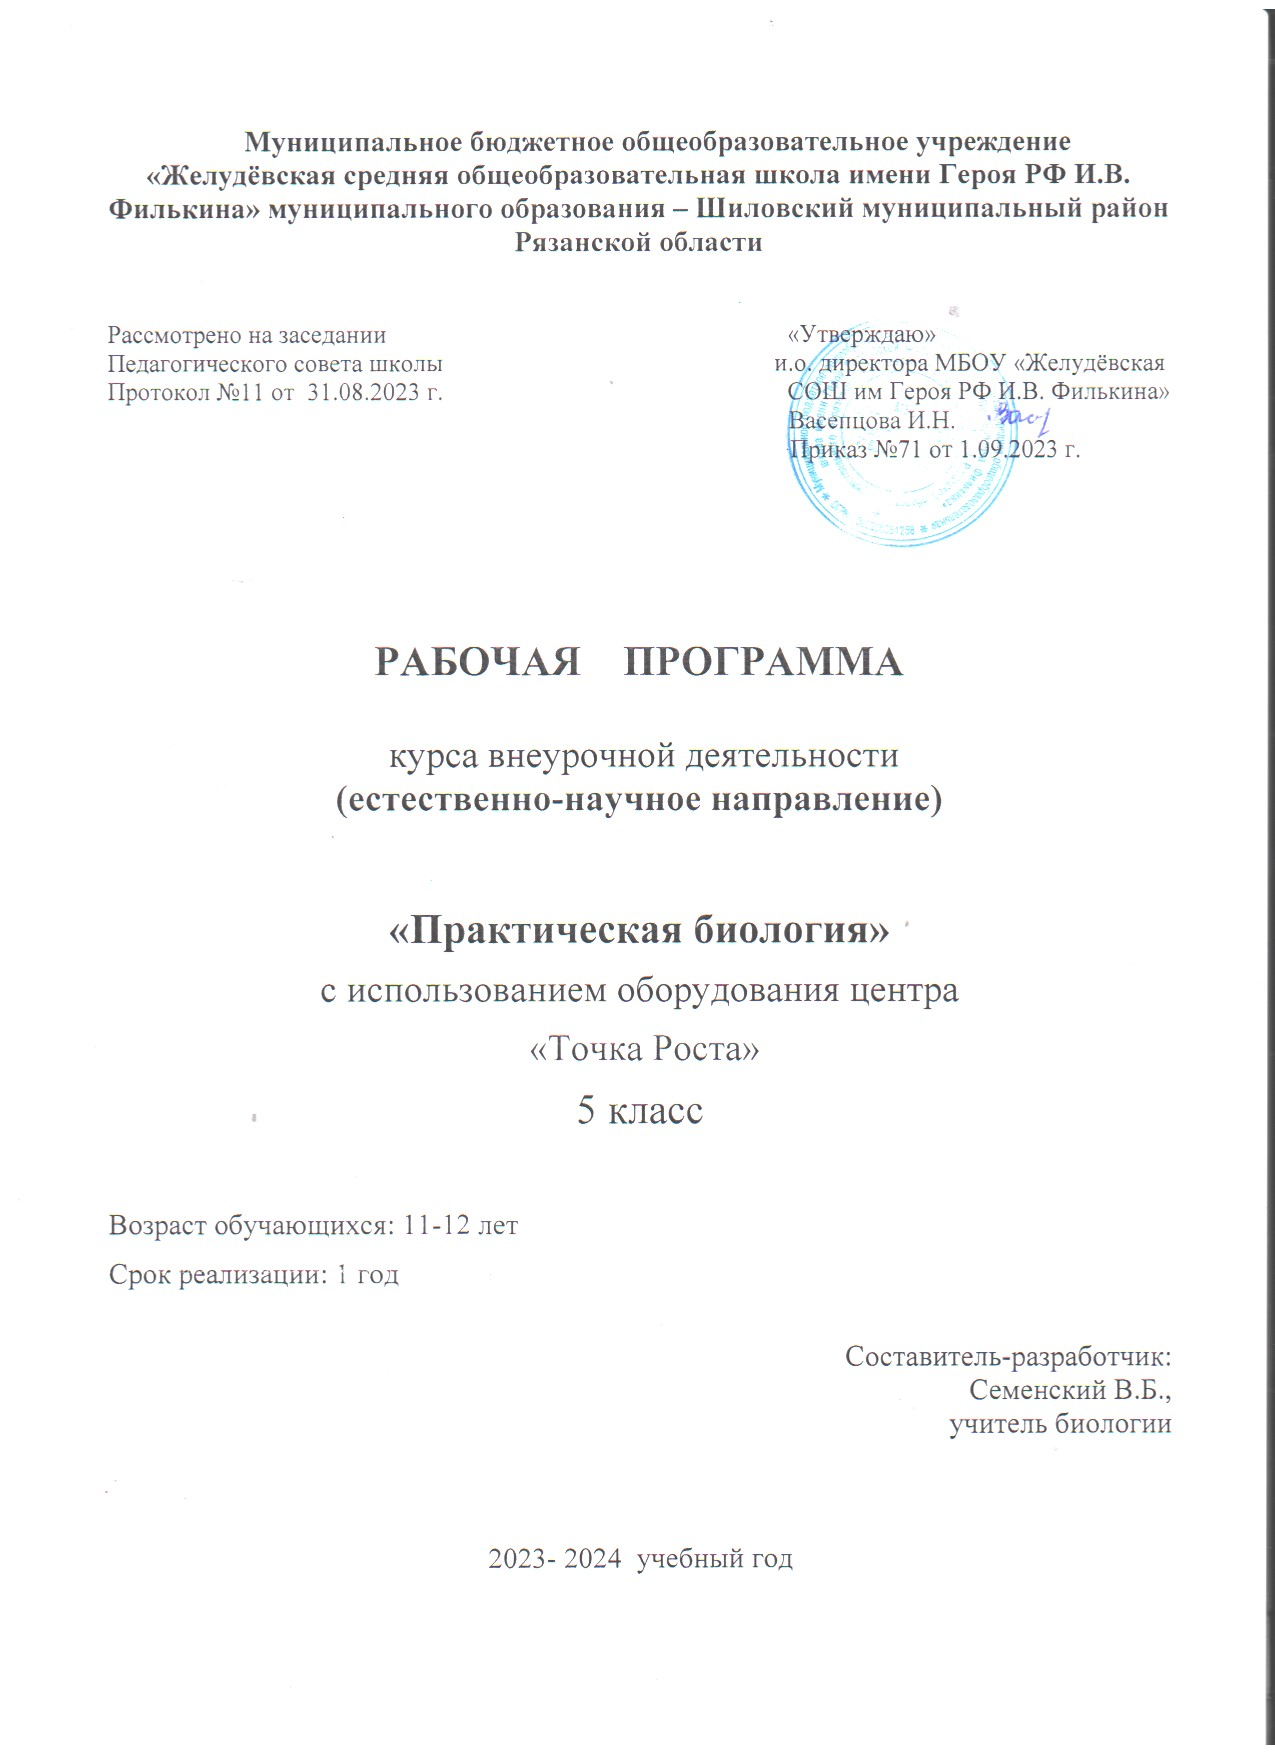 Муниципальное бюджетное общеобразовательное учреждение
«Желудёвская средняя общеобразовательная школа имени Героя РФ И.В.
Филькина» муниципального образования – Шиловский муниципальный район
Рязанской области
Рассмотрено на заседании
Педагогического совета школы
Протокол №11 от 31.08.2023 г.
«Утверждаю»
и.о. директора МБОУ «Желудёвская
СОШ им Героя РФ И.В. Филькина»
Васепцова И.Н.
Приказ №71 от 1.09.2023 г.
РАБОЧАЯ ПРОГРАММА
курса внеурочной деятельности
(естественно-научное направление)
«Практическая биология»
с использованием оборудования центра
«Точка Роста»
5 класс
Возраст обучающихся: 11-12 лет
Срок реализации: 1 год
Составитель-разработчик:
Семенский В.Б.,
учитель биологии
2023- 2024 учебный год